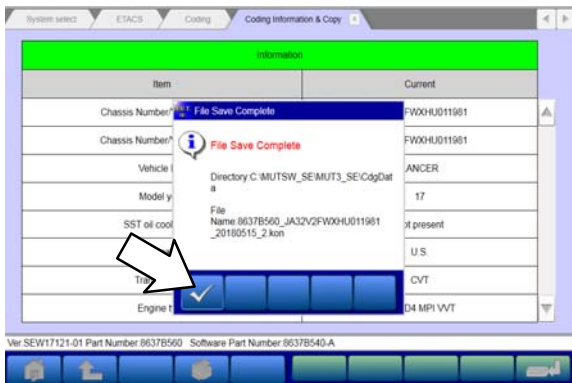 System select ETACS Coding Coding Information & Copy
Information
Item Current
Chassis Number/ FWXHU011981
Chassis Number/ FWXHU011981
Vehicle ANCER
Model y 17
SST oil cool ot present
U.S.
Tra CVT
Engine t D4 MPI VVT
File Save Complete
File Save Complete
Directory:C:\MUTSW_SE\MUT3_SE\CdgDat
a
File
Name:8637B560_JA32V2FWXHU011981
_20180515_2.kon
Ver.SEW17121-01 Part Number:8637B560 Software Part Number:8637B540-A